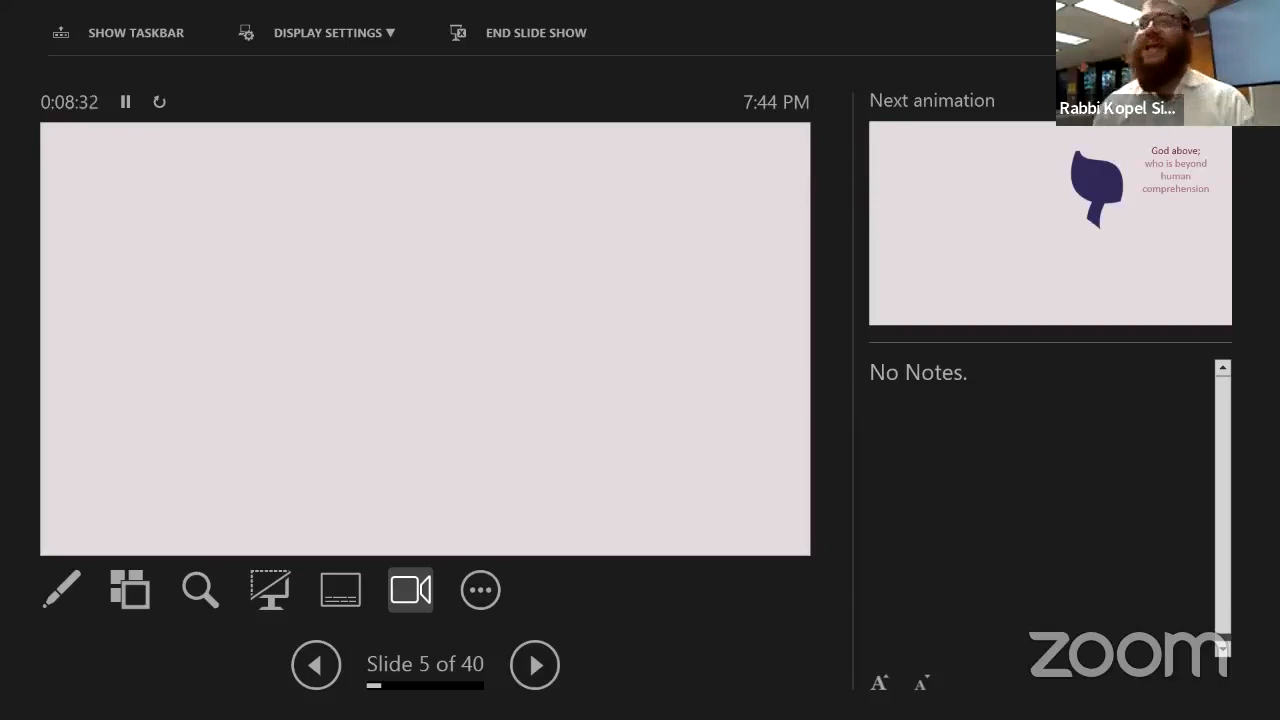 SHOW TASKBAR
DISPLAY SETTINGS ▼
END SLIDE SHOW
Rabbi Kopel Si...
0:08:32
7:44 PM
Next animation
י
God above;
who is beyond
human
comprehension
No Notes.
Slide 5 of 40
A A
zoom